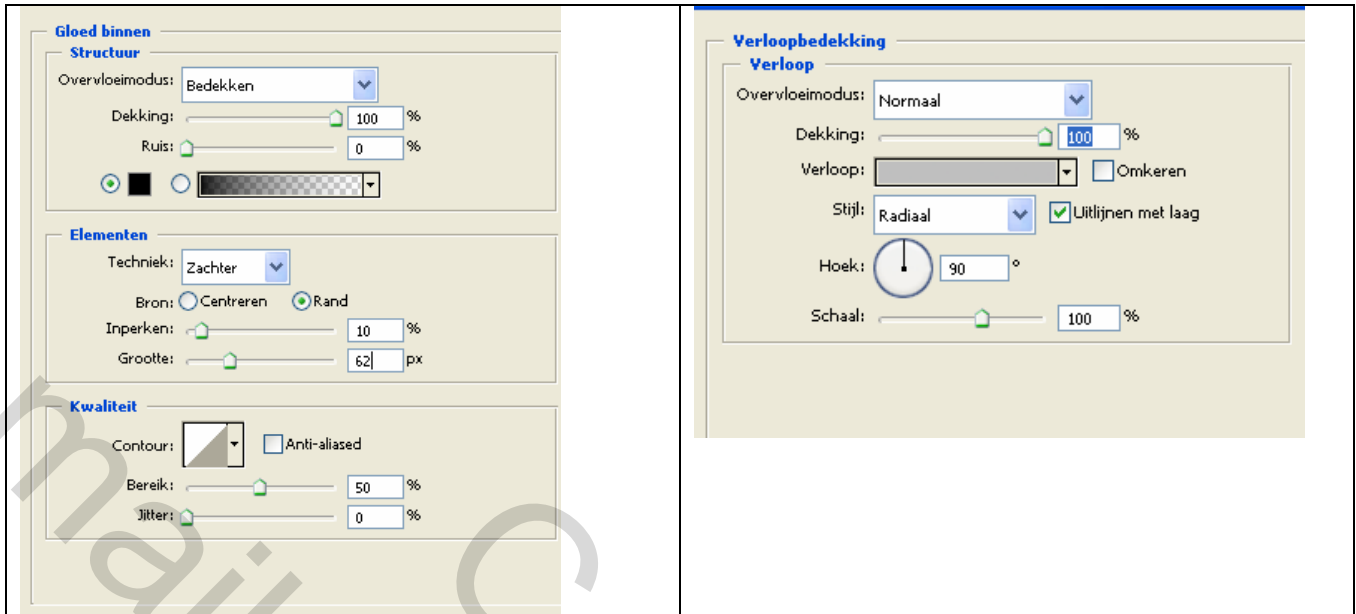 Gloed binnen
Structuur
Overvloeimodus: Bedekken
Dekking: 100 %
Ruis: 0 %
Elementen
Techniek: Zachter
Bron: Centreren Rand
Inperken: 10 %
Grootte: 62 px
Kwaliteit
Contour: Anti-aliased
Bereik: 50 %
Jitter: 0 %
Verloopbedekking
Verloop
Overvloeimodus: Normaal
Dekking: 100 %
Verloop: Omkeren
Stijl: Radiaal Uitlijnen met laag
Hoek: 90 °
Schaal: 100 %
mail C